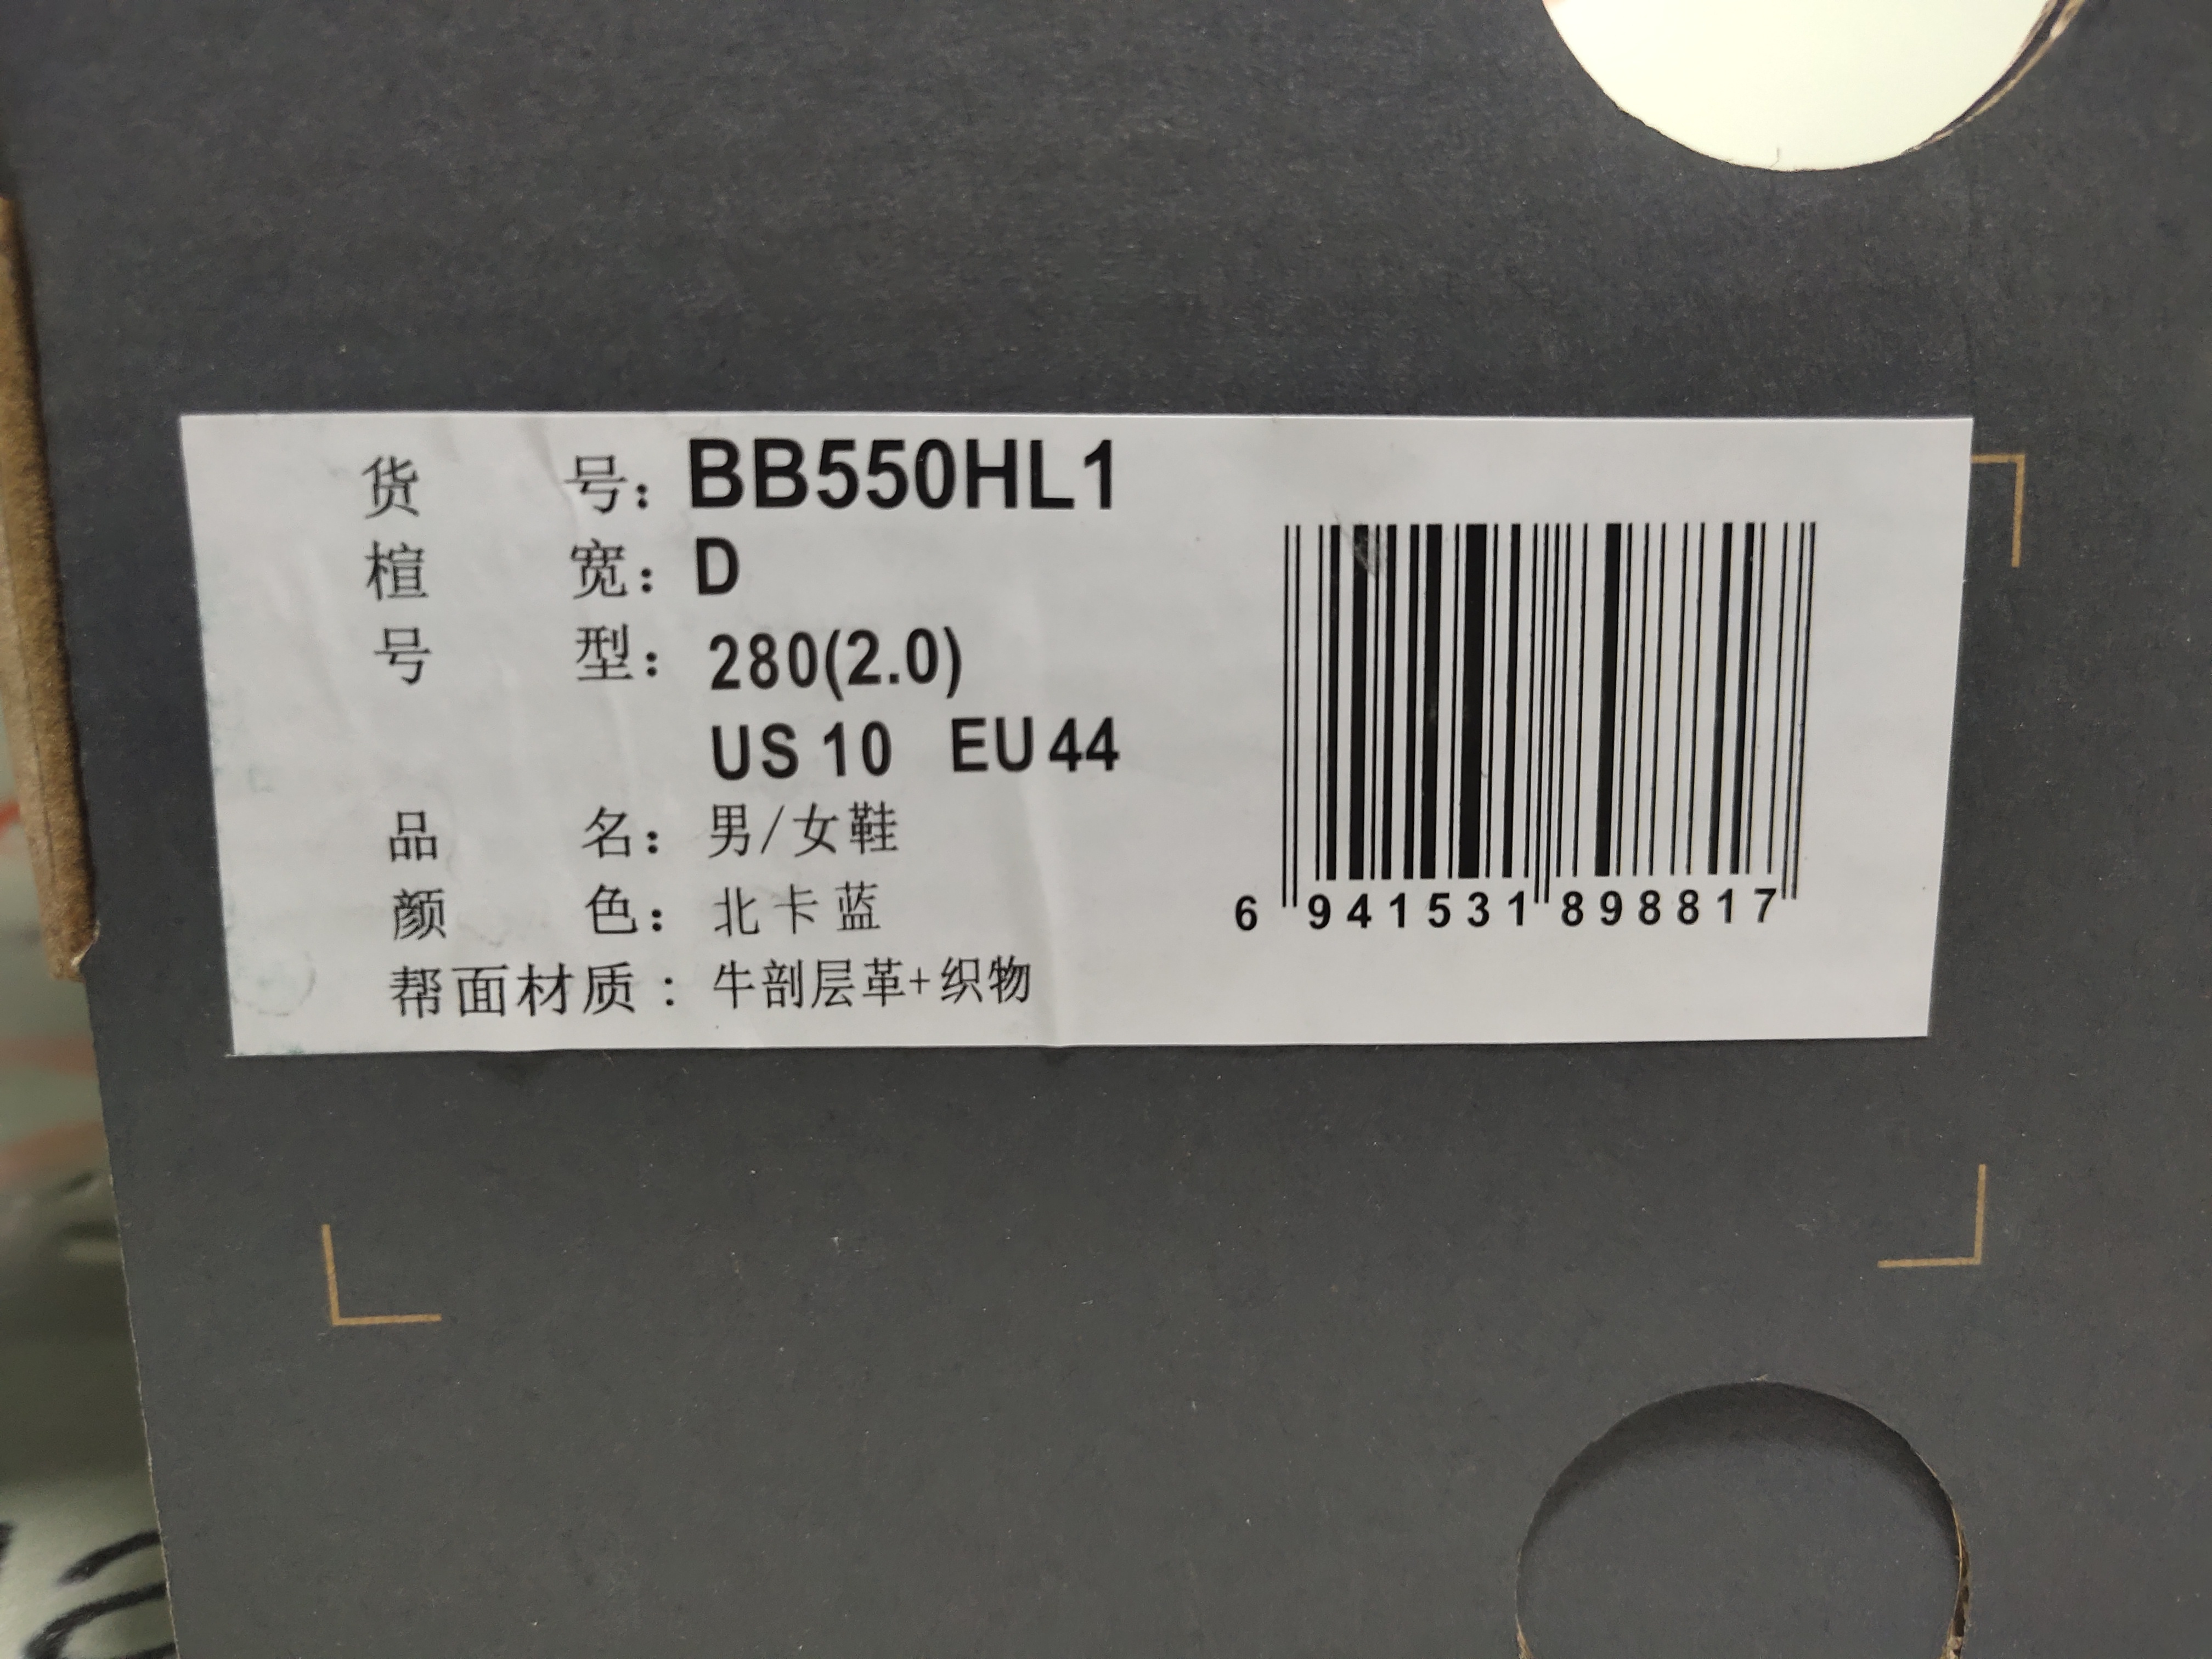 货 号：BB550HL1
楦 宽：D
号 型：280(2.0)
US 10 EU 44
品 名：男/女鞋
颜 色：北卡蓝
帮面材质：牛剖层革+织物
6 941531 898817